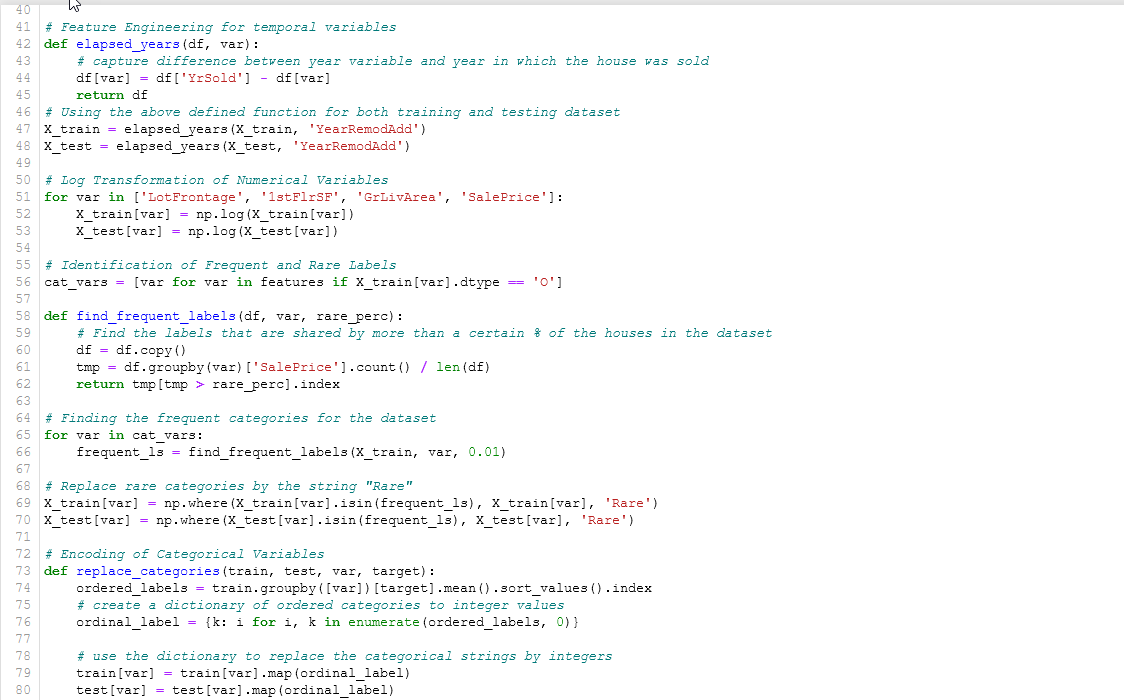 40
41 # Feature Engineering for temporal variables
42 def elapsed_years(df, var):
43     # capture difference between year variable and year in which the house was sold
44     df[var] = df['YrSold'] - df[var]
45     return df
46 # Using the above defined function for both training and testing dataset
47 X_train = elapsed_years(X_train, 'YearRemodAdd')
48 X_test = elapsed_years(X_test, 'YearRemodAdd')
49
50 # Log Transformation of Numerical Variables
51 for var in ['LotFrontage', '1stFlrSF', 'GrLivArea', 'SalePrice']:
52     X_train[var] = np.log(X_train[var])
53     X_test[var] = np.log(X_test[var])
54
55 # Identification of Frequent and Rare Labels
56 cat_vars = [var for var in features if X_train[var].dtype == 'O']
57
58 def find_frequent_labels(df, var, rare_perc):
59     # Find the labels that are shared by more than a certain % of the houses in the dataset
60     df = df.copy()
61     tmp = df.groupby(var)['SalePrice'].count() / len(df)
62     return tmp[tmp > rare_perc].index
63
64 # Finding the frequent categories for the dataset
65 for var in cat_vars:
66     frequent_ls = find_frequent_labels(X_train, var, 0.01)
67
68 # Replace rare categories by the string "Rare"
69 X_train[var] = np.where(X_train[var].isin(frequent_ls), X_train[var], 'Rare')
70 X_test[var] = np.where(X_test[var].isin(frequent_ls), X_test[var], 'Rare')
71
72 # Encoding of Categorical Variables
73 def replace_categories(train, test, var, target):
74     ordered_labels = train.groupby([var])[target].mean().sort_values().index
75     # create a dictionary of ordered categories to integer values
76     ordinal_label = {k: i for i, k in enumerate(ordered_labels, 0)}
77
78     # use the dictionary to replace the categorical strings by integers
79     train[var] = train[var].map(ordinal_label)
80     test[var] = test[var].map(ordinal_label)